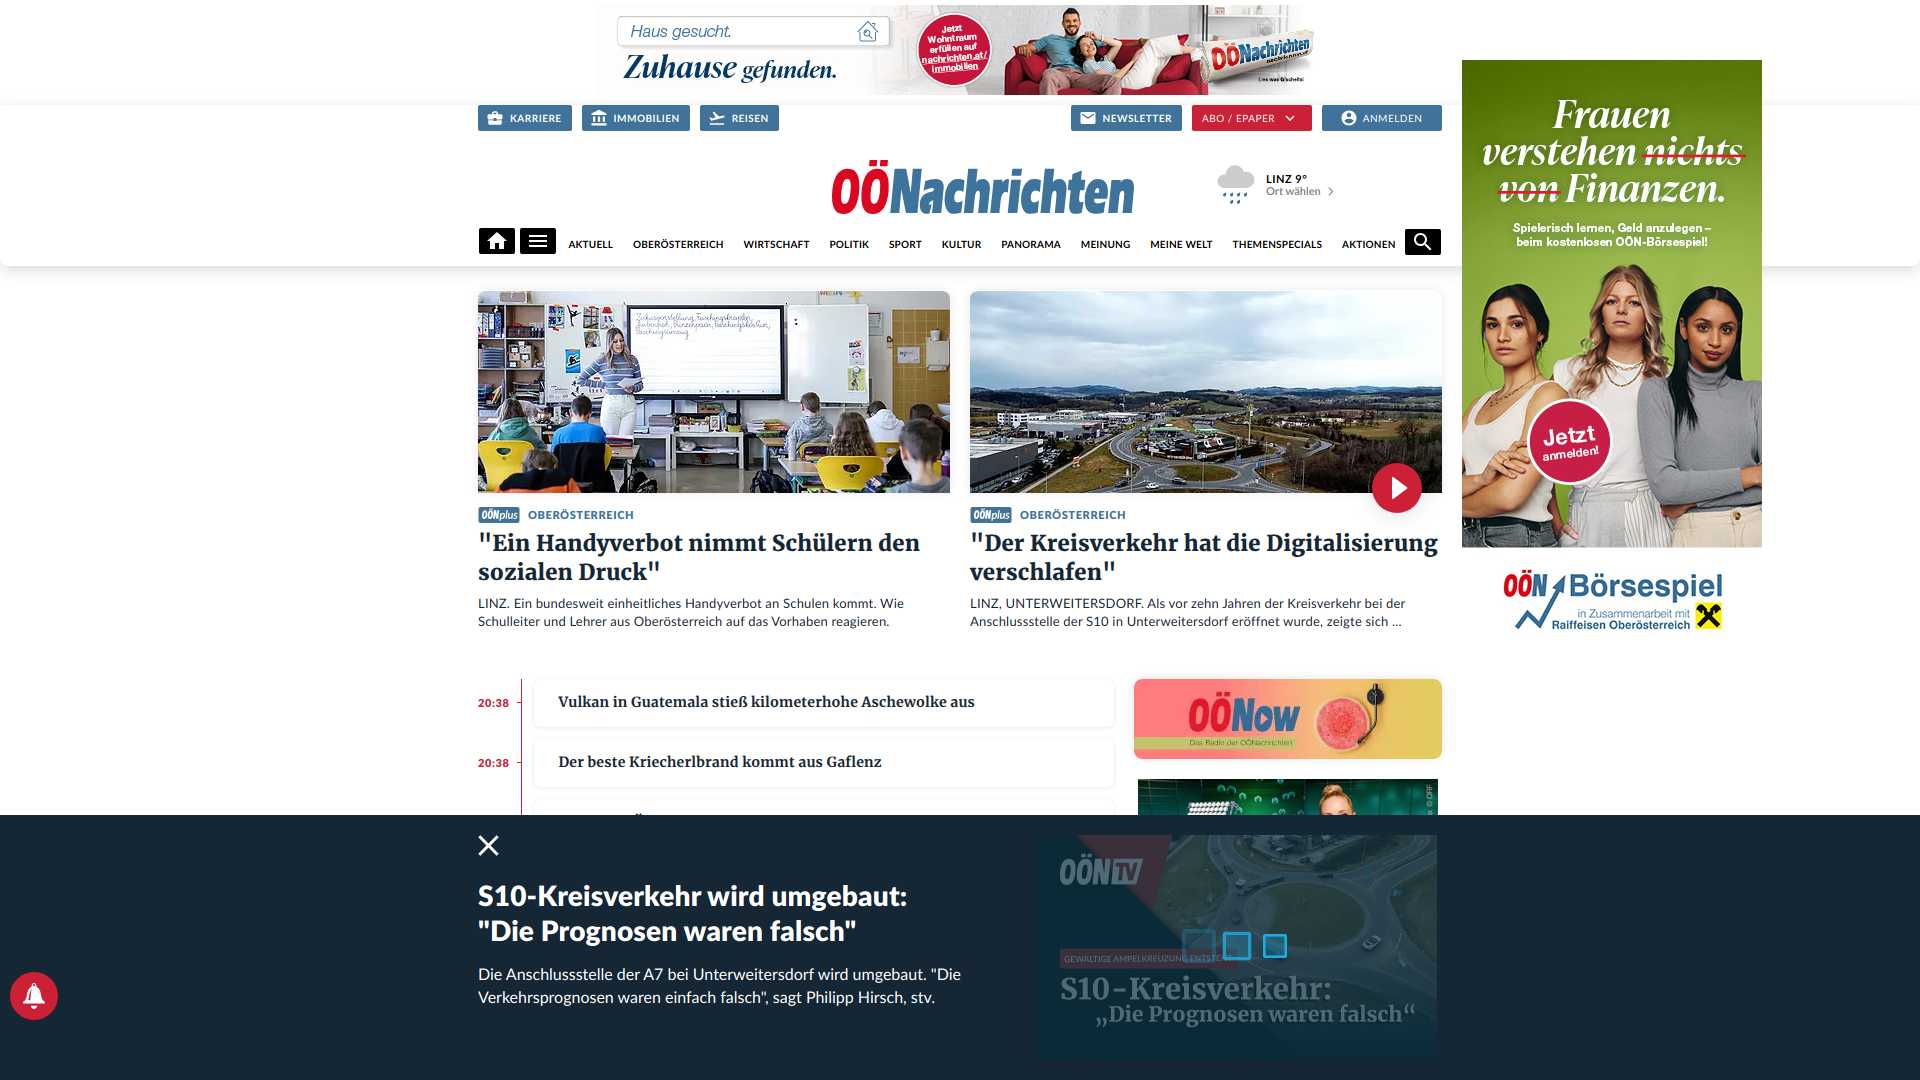 Haus gesucht.
Zuhause gefunden.
Jetzt
Wohntraum
erfüllen auf
nachrichten.at/
immobilien
OÖNachrichten
Lies was G'scheits!
KARRIERE
IMMOBILIEN
REISEN
NEWSLETTER
ABO / EPAPER
ANMELDEN
OÖNachrichten
LINZ 9°
Ort wählen
AKTUELL
OBERÖSTERREICH
WIRTSCHAFT
POLITIK
SPORT
KULTUR
PANORAMA
MEINUNG
MEINE WELT
THEMENSPECIALS
AKTIONEN
Frauen
verstehen nichts
von Finanzen.
Spielerisch lernen, Geld anzulegen –
beim kostenlosen OÖN-Börsespiel!
Jetzt
anmelden!
OÖN Börsespiel
in Zusammenarbeit mit
Raiffeisen Oberösterreich
OÖNplus OBERÖSTERREICH
"Ein Handyverbot nimmt Schülern den
sozialen Druck"
LINZ. Ein bundesweit einheitliches Handyverbot an Schulen kommt. Wie
Schulleiter und Lehrer aus Oberösterreich auf das Vorhaben reagieren.
OÖNplus OBERÖSTERREICH
"Der Kreisverkehr hat die Digitalisierung
verschlafen"
LINZ, UNTERWEITERSDORF. Als vor zehn Jahren der Kreisverkehr bei der
Anschlussstelle der S10 in Unterweitersdorf eröffnet wurde, zeigte sich ...
20:38
Vulkan in Guatemala stieß kilometerhohe Aschewolke aus
20:38
Der beste Kriecherlbrand kommt aus Gaflenz
OÖNow
Das Radio der OÖNachrichten
© ORF
S10-Kreisverkehr wird umgebaut:
"Die Prognosen waren falsch"
Die Anschlussstelle der A7 bei Unterweitersdorf wird umgebaut. "Die
Verkehrsprognosen waren einfach falsch", sagt Philipp Hirsch, stv.
OÖN TV
GEWALTIGE AMPELKREUZUNG
S10-Kreisverkehr:
„Die Prognosen waren falsch“